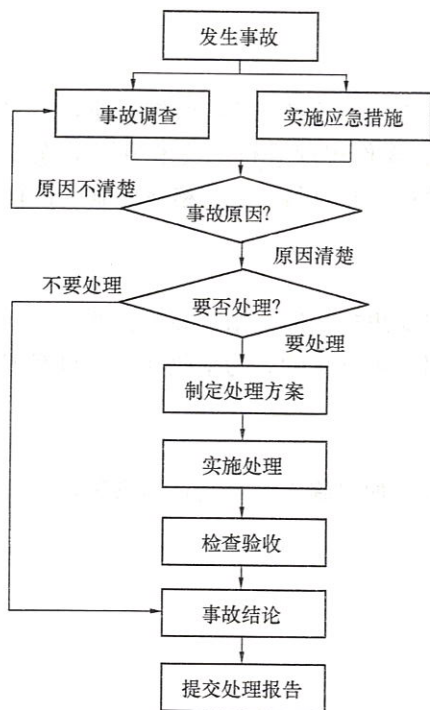 发生事故
事故调查
实施应急措施
原因不清楚
事故原因?
原因清楚
不要处理
要否处理?
要处理
制定处理方案
实施处理
检查验收
事故结论
提交处理报告